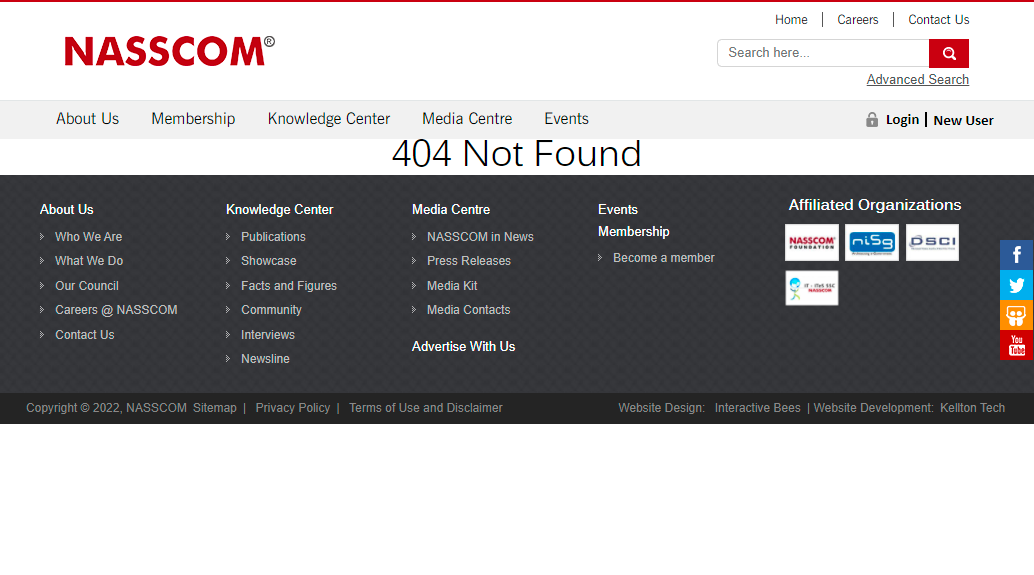 Home | Careers | Contact Us
NASSCOM®
Search here...
Advanced Search
About Us Membership Knowledge Center Media Centre Events Login | New User
404 Not Found
About Us
Who We Are
What We Do
Our Council
Careers @ NASSCOM
Contact Us
Knowledge Center
Publications
Showcase
Facts and Figures
Community
Interviews
Newsline
Media Centre
NASSCOM in News
Press Releases
Media Kit
Media Contacts
Advertise With Us
Events
Membership
Become a member
Affiliated Organizations
NASSCOM®
FOUNDATION
nisg
DSCI
IT - ITeS SSC
NASSCOM
You
Tube
Copyright © 2022, NASSCOM Sitemap | Privacy Policy | Terms of Use and Disclaimer
Website Design: Interactive Bees | Website Development: Kellton Tech